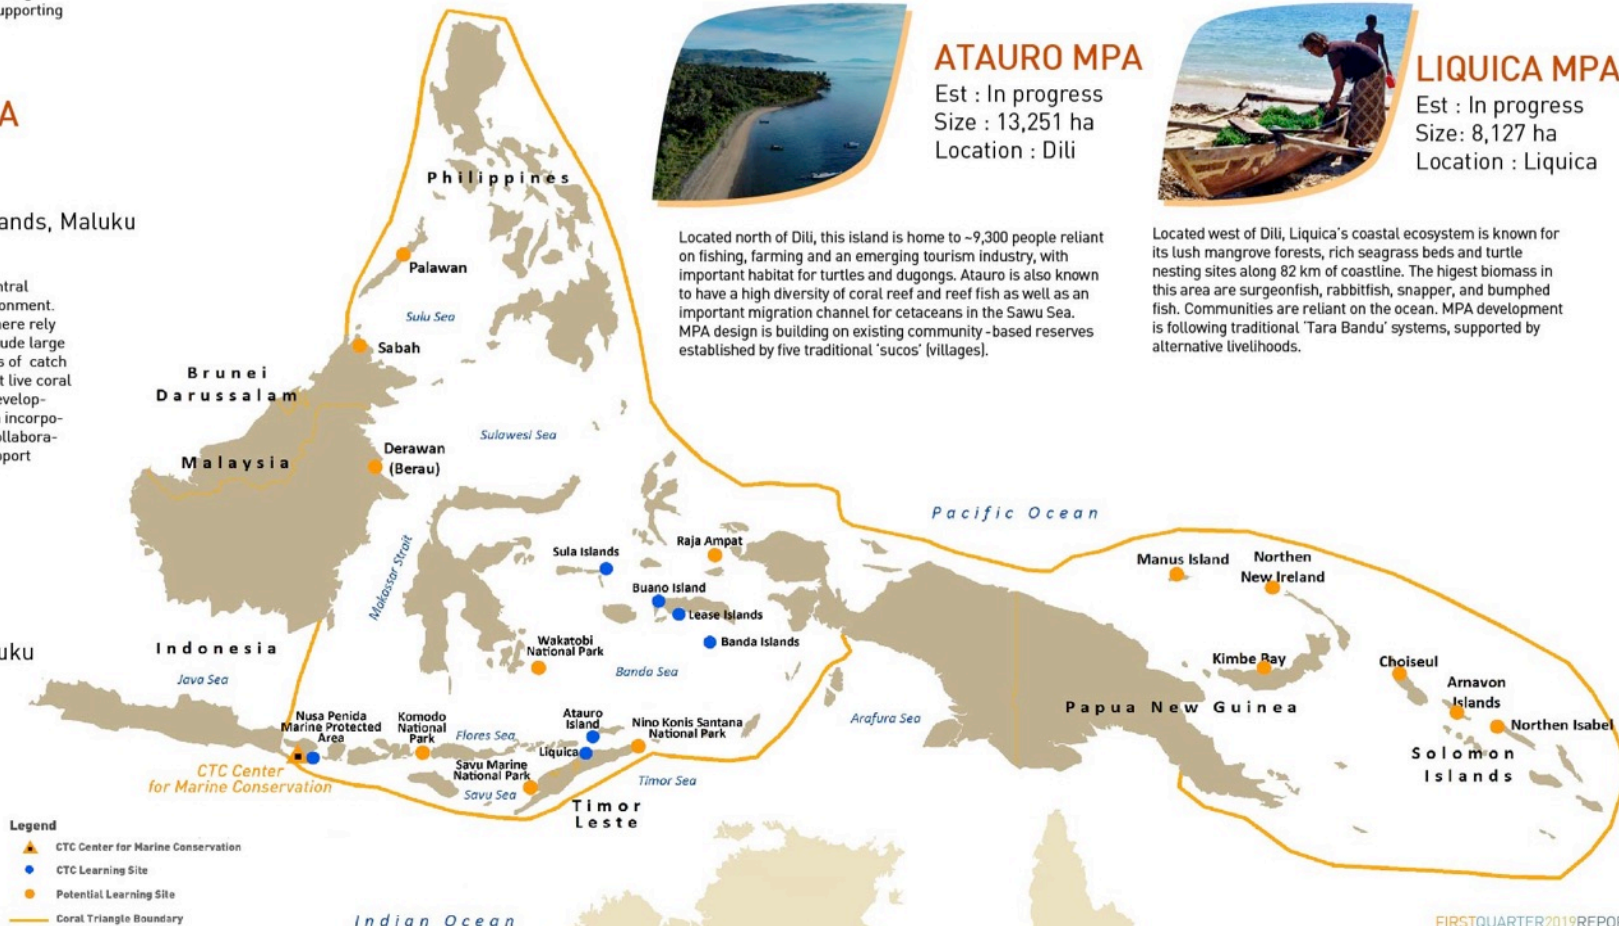 upporting
A
ands, Maluku
ntral
onment.
here rely
ude large
s of catch
t live coral
evelop-
incorpo-
ollabora-
pport
uku
ATAURO MPA
Est : In progress
Size : 13,251 ha
Location : Dili
Located north of Dili, this island is home to ~9,300 people reliant
on fishing, farming and an emerging tourism industry, with
important habitat for turtles and dugongs. Atauro is also known
to have a high diversity of coral reef and reef fish as well as an
important migration channel for cetaceans in the Sawu Sea.
MPA design is building on existing community -based reserves
established by five traditional 'sucos' (villages).
LIQUICA MPA
Est : In progress
Size: 8,127 ha
Location : Liquica
Located west of Dili, Liquica's coastal ecosystem is known for
its lush mangrove forests, rich seagrass beds and turtle
nesting sites along 82 km of coastline. The higest biomass in
this area are surgeonfish, rabbitfish, snapper, and bumphed
fish. Communities are reliant on the ocean. MPA development
is following traditional 'Tara Bandu' systems, supported by
alternative livelihoods.
Philippines
Palawan
Sulu Sea
Sabah
Brunei
Darussalam
Sulawesi Sea
Malaysia
Derawan
(Berau)
Makassar Strait
Pacific Ocean
Sula Islands
Raja Ampat
Buano Island
Lease Islands
Banda Islands
Manus Island
Northen
New Ireland
Wakatobi
National Park
Banda Sea
Indonesia
Java Sea
Kimbe Bay
Choiseul
Arnavon
Islands
Northen Isabel
Papua New Guinea
Solomon
Islands
Arafura Sea
Nusa Penida
Marine Protected
Area
Komodo
National
Park
Flores Sea
Atauro
Island
Liquica
Nino Konis Santana
National Park
Savu Marine
National Park
Savu Sea
Timor Sea
Timor
Leste
CTC Center
for Marine Conservation
Legend
CTC Center for Marine Conservation
CTC Learning Site
Potential Learning Site
Coral Triangle Boundary
Indian Ocean
FIRSTQUARTER2019REPO